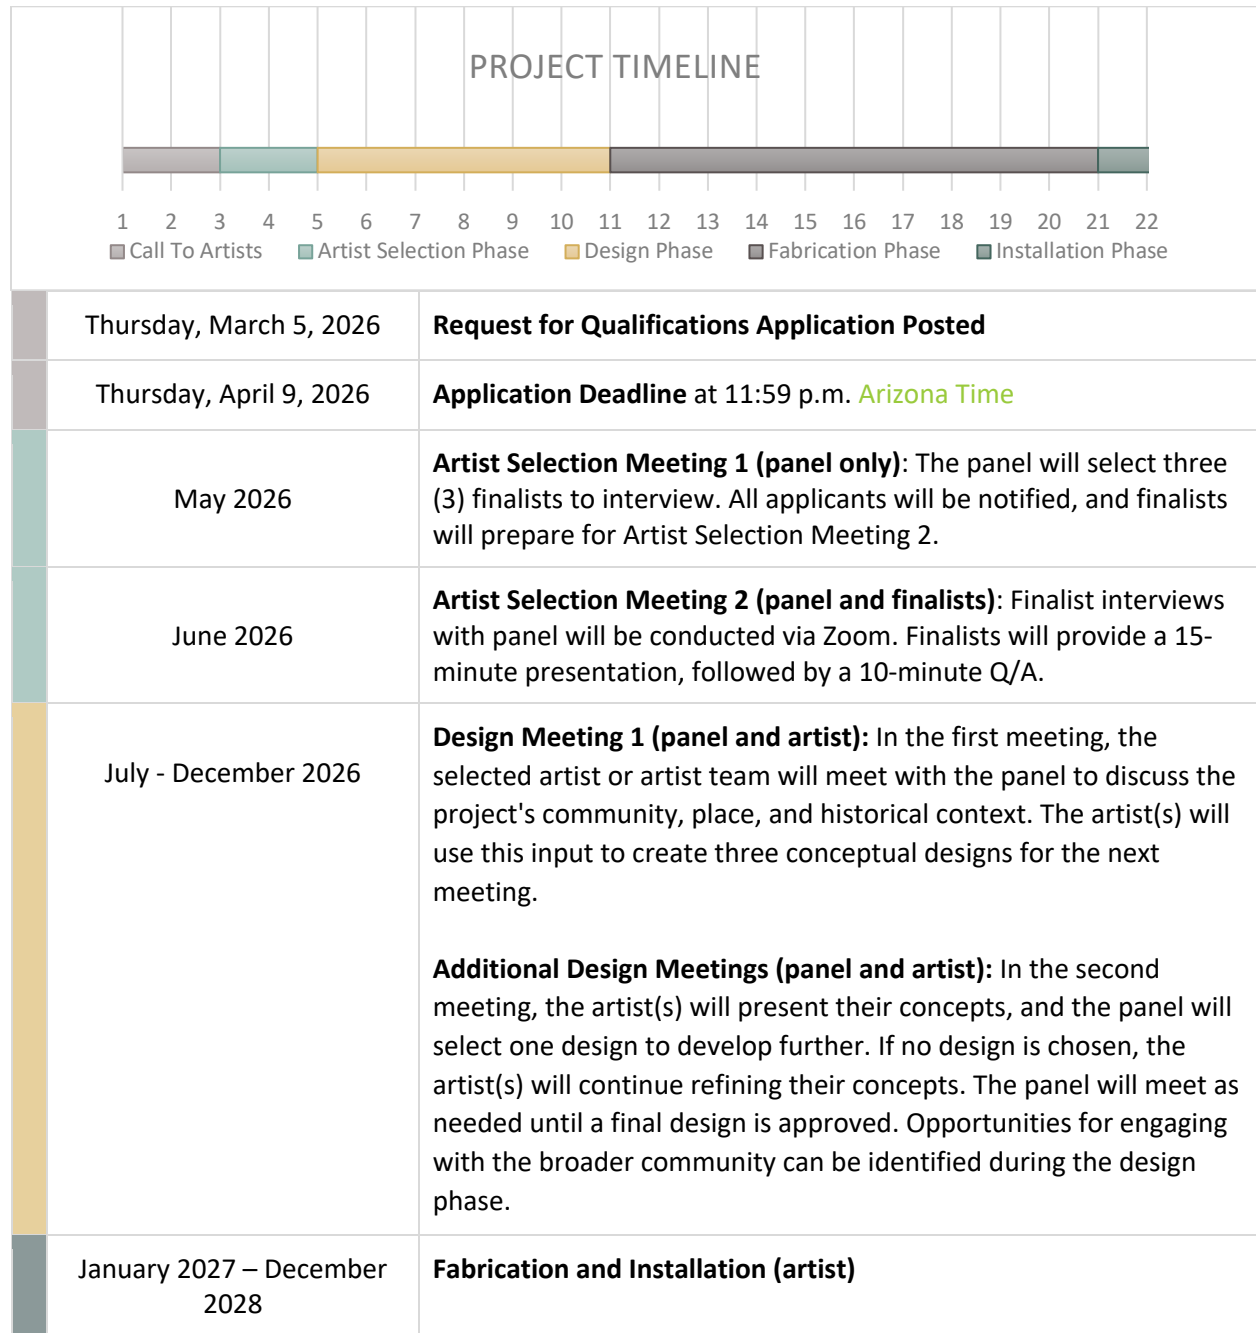 PROJECT TIMELINE
1 2 3 4 5 6 7 8 9 10 11 12 13 14 15 16 17 18 19 20 21 22
Call To Artists Artist Selection Phase Design Phase Fabrication Phase Installation Phase
Thursday, March 5, 2026
Request for Qualifications Application Posted
Thursday, April 9, 2026
Application Deadline at 11:59 p.m. Arizona Time
May 2026
Artist Selection Meeting 1 (panel only): The panel will select three
(3) finalists to interview. All applicants will be notified, and finalists
will prepare for Artist Selection Meeting 2.
June 2026
Artist Selection Meeting 2 (panel and finalists): Finalist interviews
with panel will be conducted via Zoom. Finalists will provide a 15-
minute presentation, followed by a 10-minute Q/A.
July - December 2026
Design Meeting 1 (panel and artist): In the first meeting, the
selected artist or artist team will meet with the panel to discuss the
project's community, place, and historical context. The artist(s) will
use this input to create three conceptual designs for the next
meeting.
Additional Design Meetings (panel and artist): In the second
meeting, the artist(s) will present their concepts, and the panel will
select one design to develop further. If no design is chosen, the
artist(s) will continue refining their concepts. The panel will meet as
needed until a final design is approved. Opportunities for engaging
with the broader community can be identified during the design
phase.
January 2027 – December
2028
Fabrication and Installation (artist)